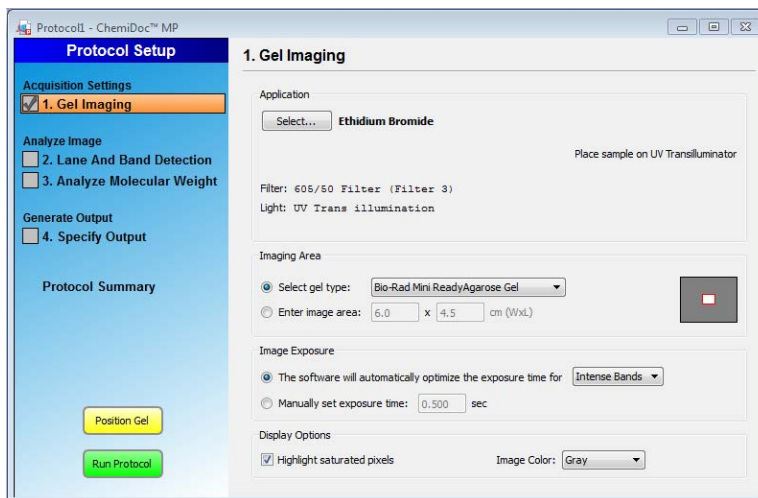 Protocol1 - ChemiDoc™ MP
Protocol Setup
Acquisition Settings
1. Gel Imaging
Analyze Image
2. Lane And Band Detection
3. Analyze Molecular Weight
Generate Output
4. Specify Output
Protocol Summary
Position Gel
Run Protocol
1. Gel Imaging
Application
Select... Ethidium Bromide
Place sample on UV Transilluminator
Filter: 605/50 Filter (Filter 3)
Light: UV Trans illumination
Imaging Area
Select gel type: Bio-Rad Mini ReadyAgarose Gel
Enter image area: 6.0 x 4.5 cm (WxL)
Image Exposure
The software will automatically optimize the exposure time for Intense Bands
Manually set exposure time: 0.500 sec
Display Options
Highlight saturated pixels Image Color: Gray